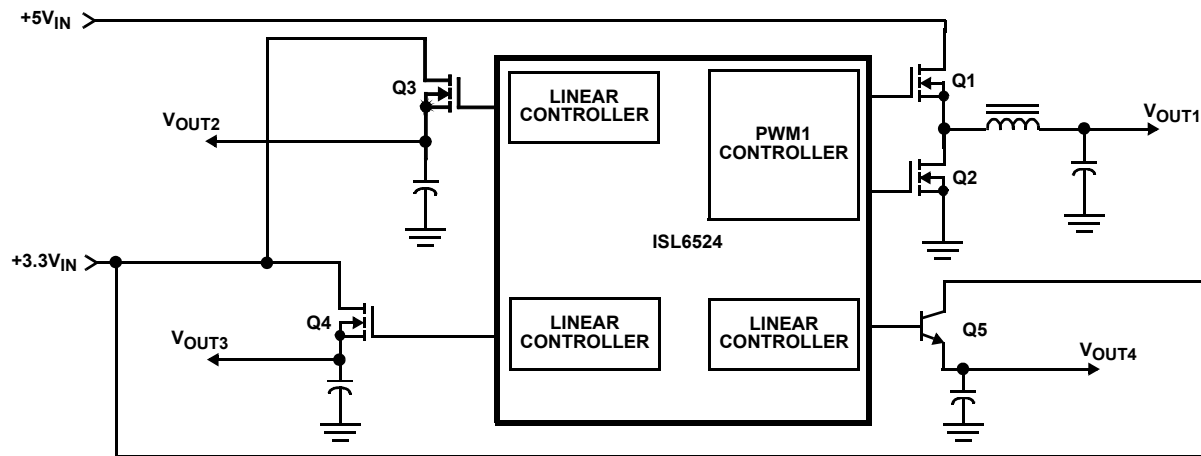 +5VIN
Q3
LINEAR
CONTROLLER
PWM1
CONTROLLER
Q1
VOUT2
VOUT1
Q2
ISL6524
+3.3VIN
Q4
LINEAR
CONTROLLER
LINEAR
CONTROLLER
Q5
VOUT3
VOUT4